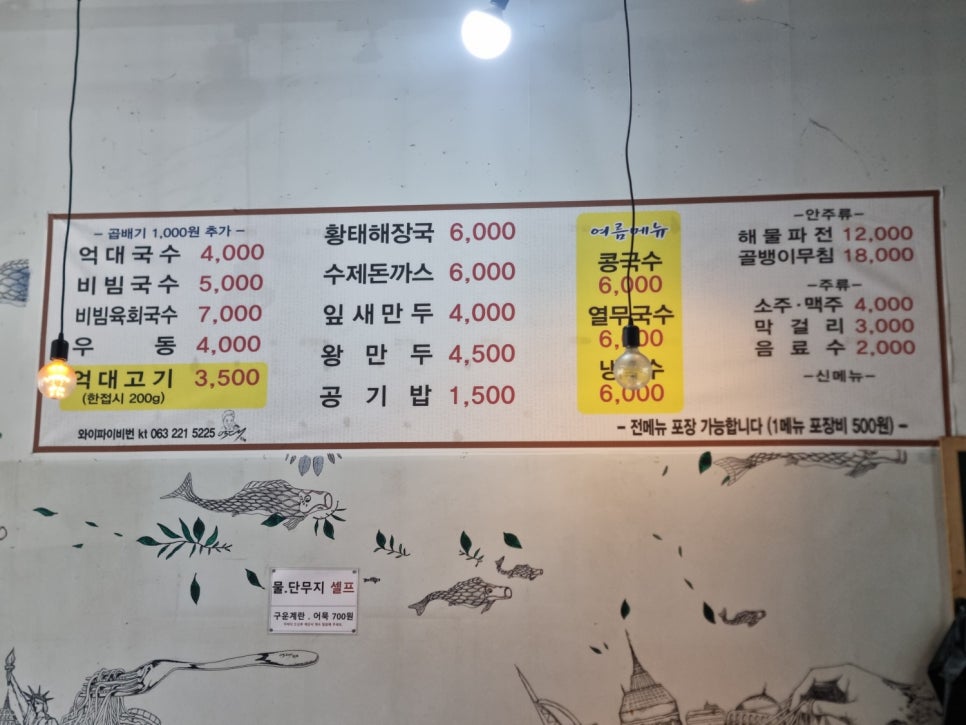 - 곱배기 1,000원 추가 -
억대국수 4,000
비빔국수 5,000
비빔육회국수 7,000
우동 4,000
억대고기 3,500
(한접시 200g)
와이파이비번 kt 063 221 5225
황태해장국 6,000
수제돈까스 6,000
잎새만두 4,000
왕만두 4,500
공기밥 1,500
여름메뉴
콩국수
6,000
열무국수
6,000
수
6,000
-안주류-
해물파전 12,000
골뱅이무침 18,000
-주류-
소주·맥주 4,000
막걸리 3,000
음료수 2,000
-신메뉴-
- 전메뉴 포장 가능합니다 (1메뉴 포장비 500원) -
물.단무지 셀프
구운계란 . 어묵 700원